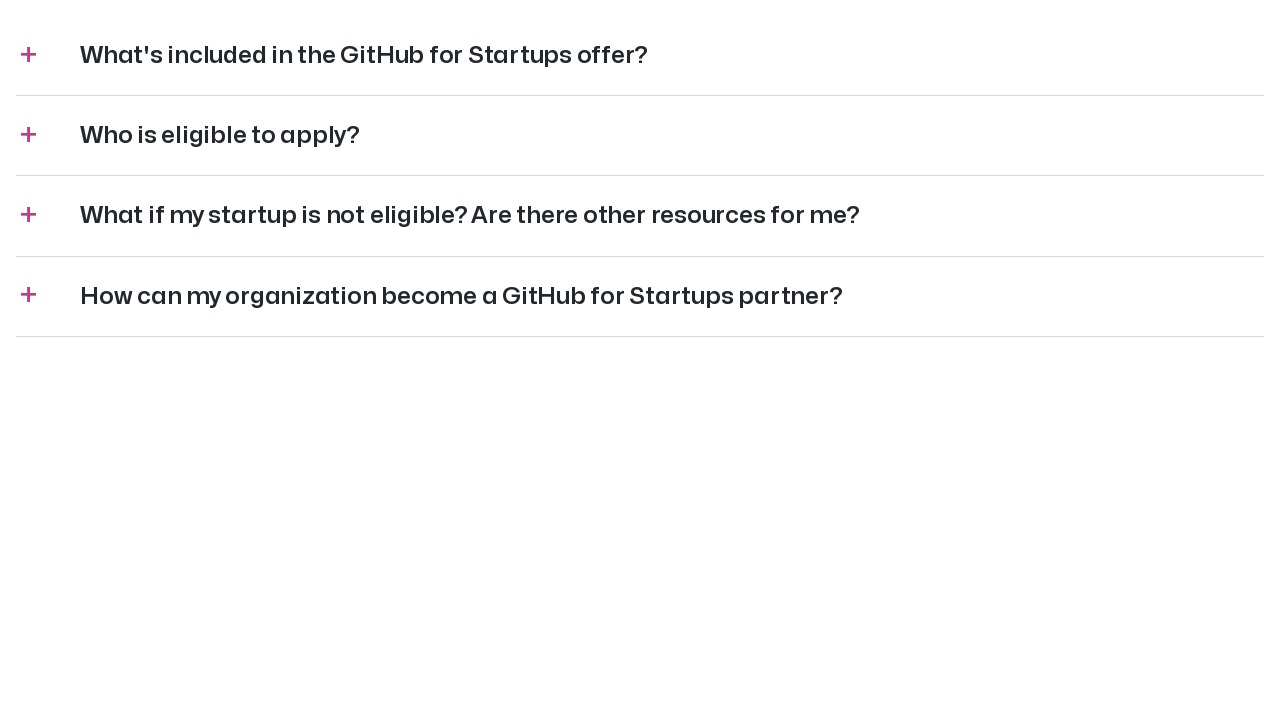 What's included in the GitHub for Startups offer?
Who is eligible to apply?
What if my startup is not eligible? Are there other resources for me?
How can my organization become a GitHub for Startups partner?